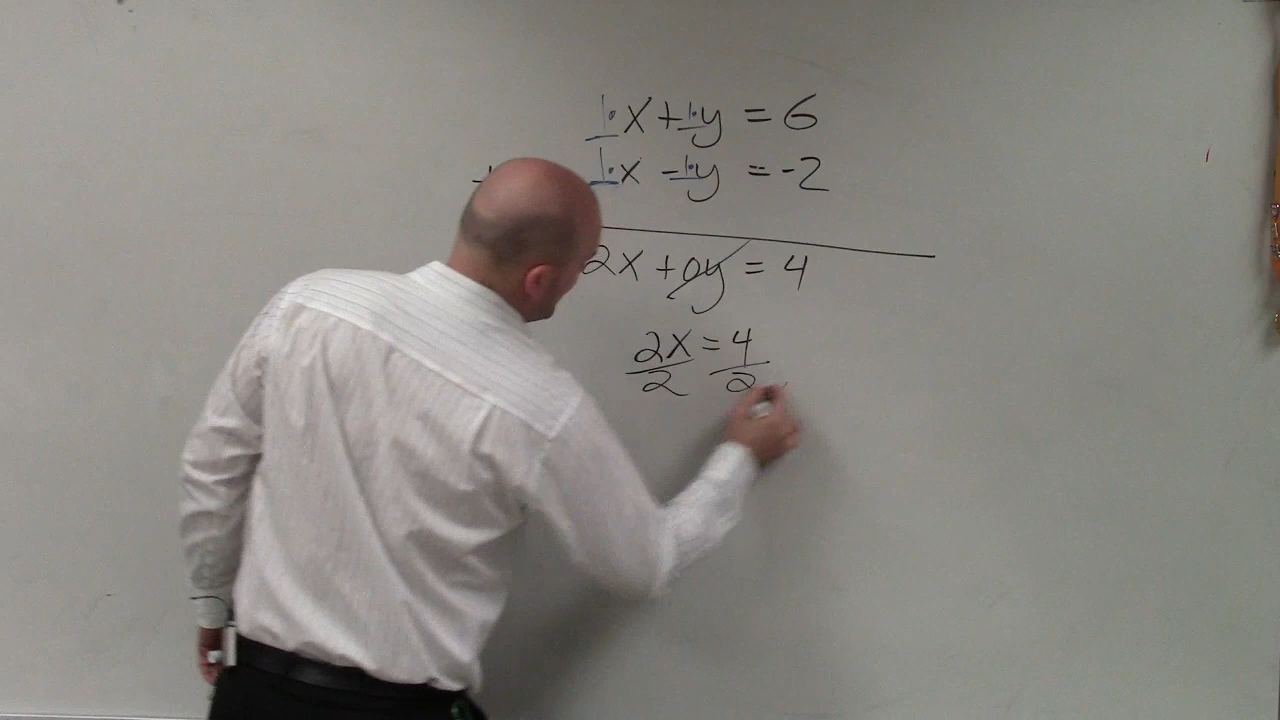 1·x + 1·y = 6
+ 1·x - 1·y = -2
2x + 0y = 4
2x = 4
2 2